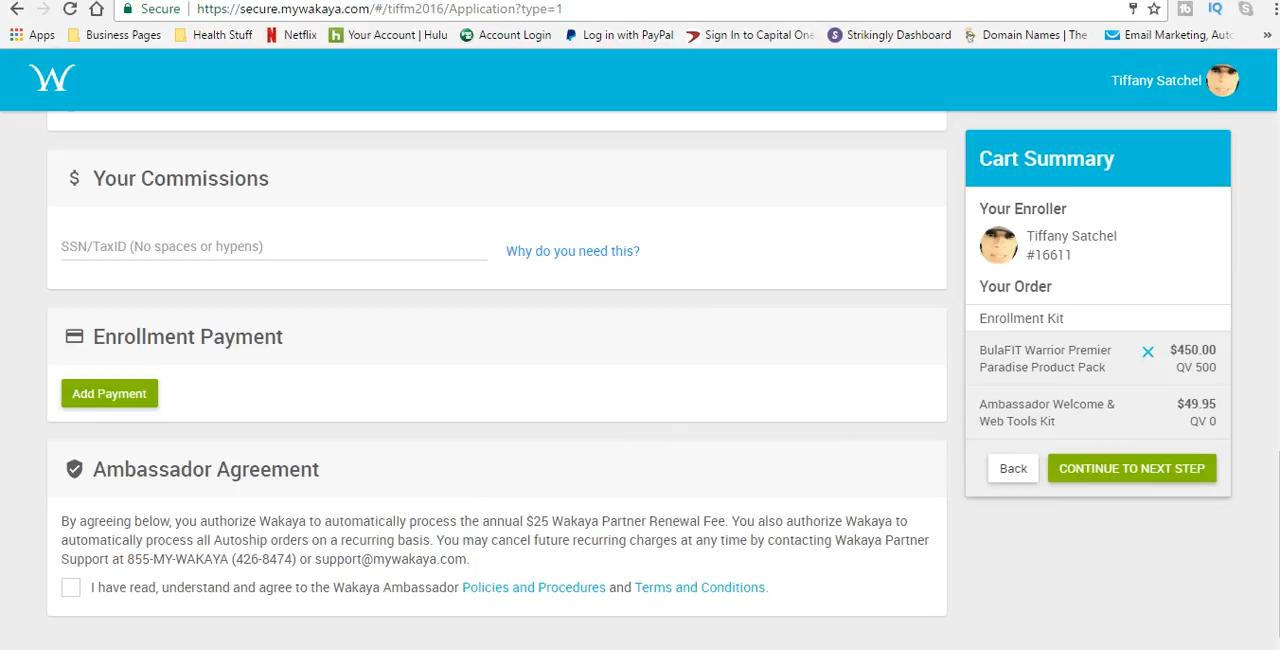 Secure https://secure.mywakaya.com/#/tiffm2016/Application?type=1
Apps Business Pages Health Stuff Netflix Your Account | Hulu Account Login Log in with PayPal Sign In to Capital One Strikingly Dashboard Domain Names | The Email Marketing, Auto »
W Tiffany Satchel
Your Commissions
SSN/TaxID (No spaces or hypens) Why do you need this?
Enrollment Payment
Add Payment
Ambassador Agreement
By agreeing below, you authorize Wakaya to automatically process the annual $25 Wakaya Partner Renewal Fee. You also authorize Wakaya to
automatically process all Autoship orders on a recurring basis. You may cancel future recurring charges at any time by contacting Wakaya Partner
Support at 855-MY-WAKAYA (426-8474) or support@mywakaya.com.
I have read, understand and agree to the Wakaya Ambassador Policies and Procedures and Terms and Conditions.
Cart Summary
Your Enroller
Tiffany Satchel
#16611
Your Order
Enrollment Kit
BulaFIT Warrior Premier $450.00
Paradise Product Pack QV 500
Ambassador Welcome & $49.95
Web Tools Kit QV 0
Back CONTINUE TO NEXT STEP